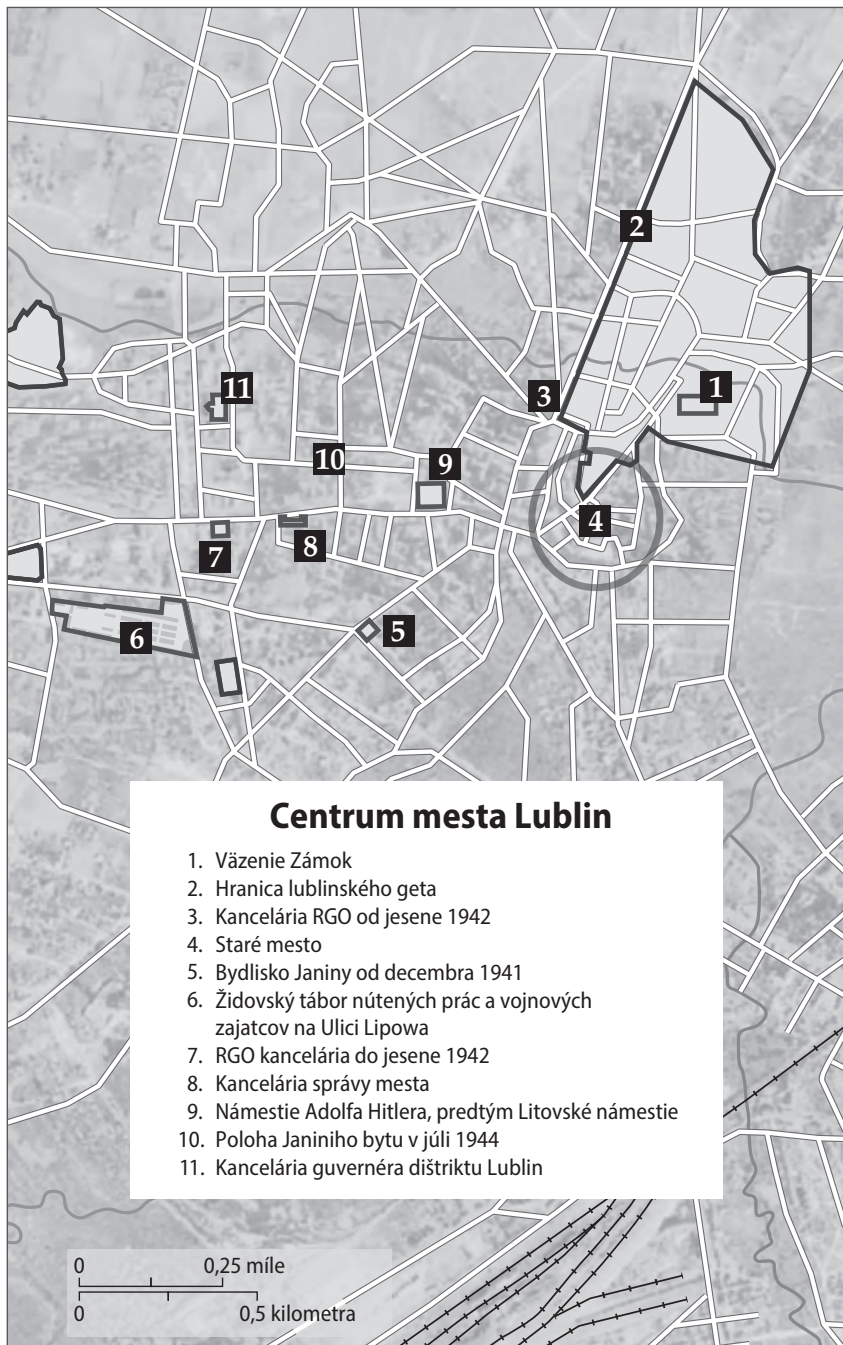 2
1
3
11
10
9
4
7
8
6
5
Centrum mesta Lublin
1. Väzenie Zámok
2. Hranica lublinského geta
3. Kancelária RGO od jesene 1942
4. Staré mesto
5. Bydlisko Janiny od decembra 1941
6. Židovský tábor nútených prác a vojnových
zajatcov na Ulici Lipowa
7. RGO kancelária do jesene 1942
8. Kancelária správy mesta
9. Námestie Adolfa Hitlera, predtým Litovské námestie
10. Poloha Janiniho bytu v júli 1944
11. Kancelária guvernéra dištriktu Lublin
0 0,25 míle
0 0,5 kilometra